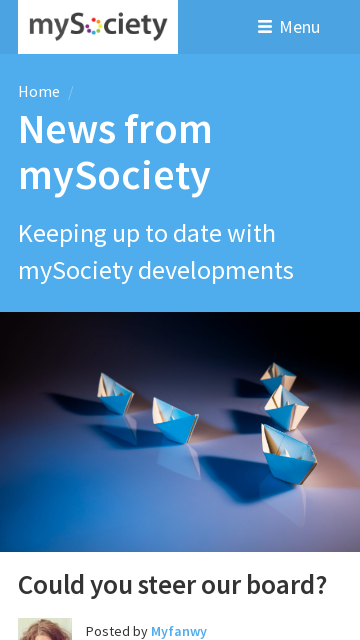 mySociety
Menu
Home /
News from
mySociety
Keeping up to date with
mySociety developments
Could you steer our board?
Posted by Myfanwy